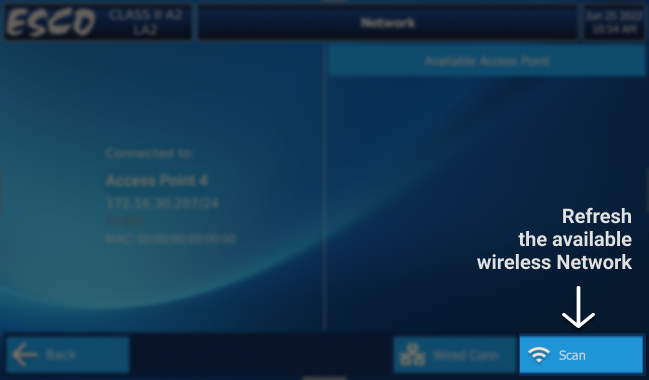 ESCO
CLASS II A2
LA2
Network
Jun 25 2022
10:54 AM
Available Access Point
Connected to:
Access Point 4
172.16.30.207/24
MAC: 00:00:00:00:00:00
Refresh
the available
wireless Network
Back
Wired Conn
Scan